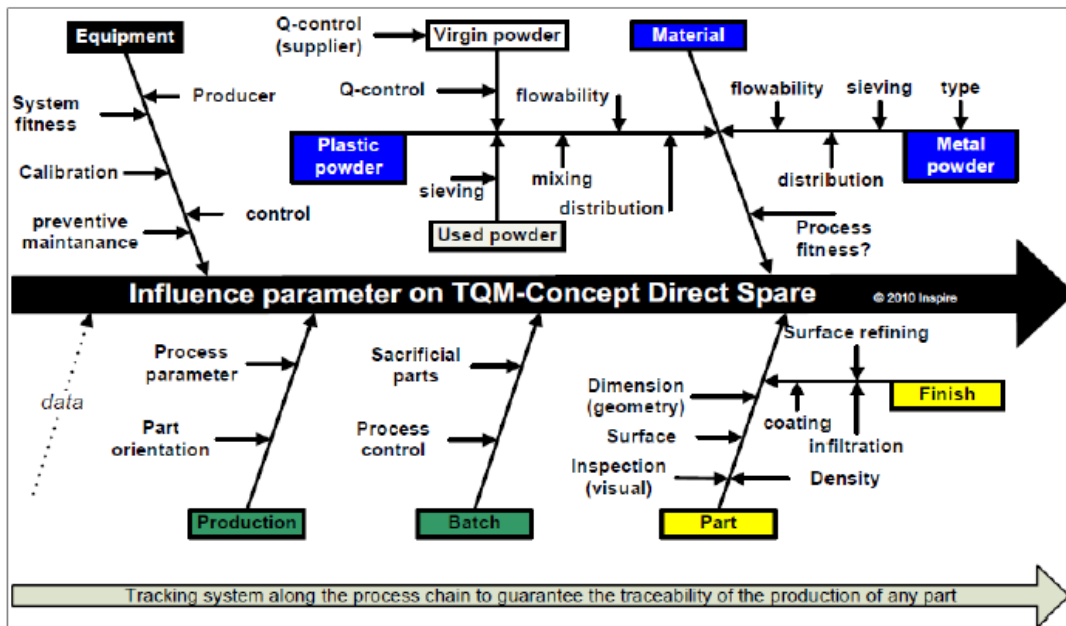 Equipment
Q-control
(supplier)
Virgin powder
Material
Producer
System
fitness
Q-control
flowability
flowability
sieving
type
Plastic
powder
Metal
powder
Calibration
sieving
mixing
distribution
distribution
control
preventive
maintanance
Used powder
Process
fitness?
Influence parameter on TQM-Concept Direct Spare
© 2010 Inspire
data
Process
parameter
Part
orientation
Sacrificial
parts
Process
control
Surface refining
Dimension
(geometry)
Finish
coating
infiltration
Surface
Inspection
(visual)
Density
Production
Batch
Part
Tracking system along the process chain to guarantee the traceability of the production of any part